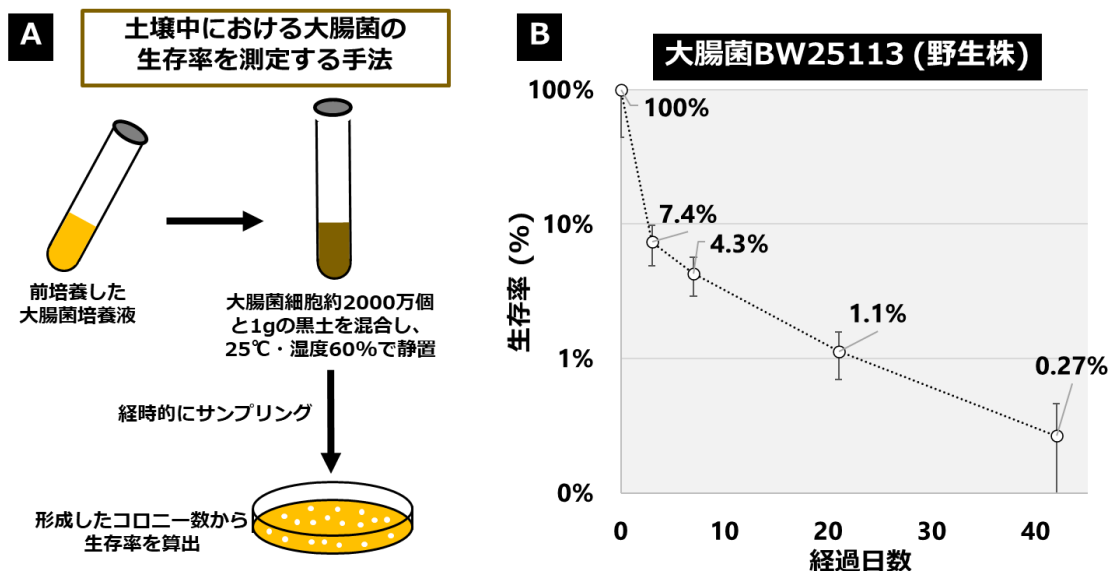 A
土壌中における大腸菌の
生存率を測定する手法
前培養した
大腸菌培養液
大腸菌細胞約2000万個
と1gの黒土を混合し、
25℃・湿度60%で静置
経時的にサンプリング
形成したコロニー数から
生存率を算出
B
大腸菌BW25113 (野生株)
生存率 (%)
100%
10%
1%
0%
100%
7.4%
4.3%
1.1%
0.27%
0
10
20
30
40
経過日数